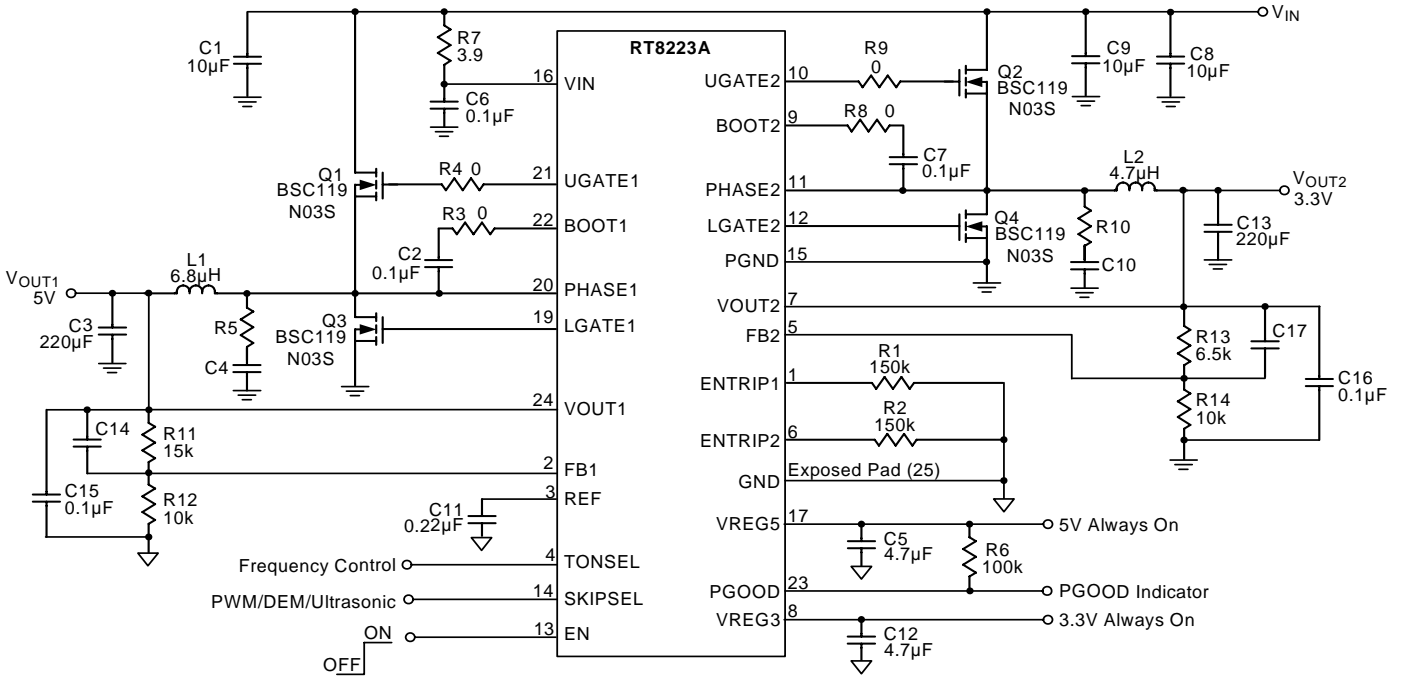 VIN
C1
10µF
R7
3.9
C6
0.1µF
RT8223A
16
VIN
UGATE2
10
R9
0
Q2
BSC119
N03S
C9
10µF
C8
10µF
BOOT2
9
R8 0
C7
0.1µF
Q1
BSC119
N03S
R4 0
21
UGATE1
PHASE2
11
L2
4.7µH
VOUT2
3.3V
R3 0
22
BOOT1
LGATE2
12
Q4
BSC119
N03S
R10
C10
C13
220µF
C2
0.1µF
PGND
15
VOUT1
5V
L1
6.8µH
20
PHASE1
VOUT2
7
C3
220µF
R5
C4
Q3
BSC119
N03S
19
LGATE1
FB2
5
R13
6.5k
C17
R1
150k
ENTRIP1
1
C16
0.1µF
R14
10k
24
VOUT1
R2
150k
ENTRIP2
6
C14
R11
15k
2
FB1
GND
Exposed Pad (25)
C15
0.1µF
R12
10k
3
REF
C11
0.22µF
VREG5
17
5V Always On
C5
4.7µF
R6
100k
Frequency Control
4
TONSEL
PGOOD
23
PGOOD Indicator
PWM/DEM/Ultrasonic
14
SKIPSEL
VREG3
8
3.3V Always On
ON
OFF
13
EN
C12
4.7µF